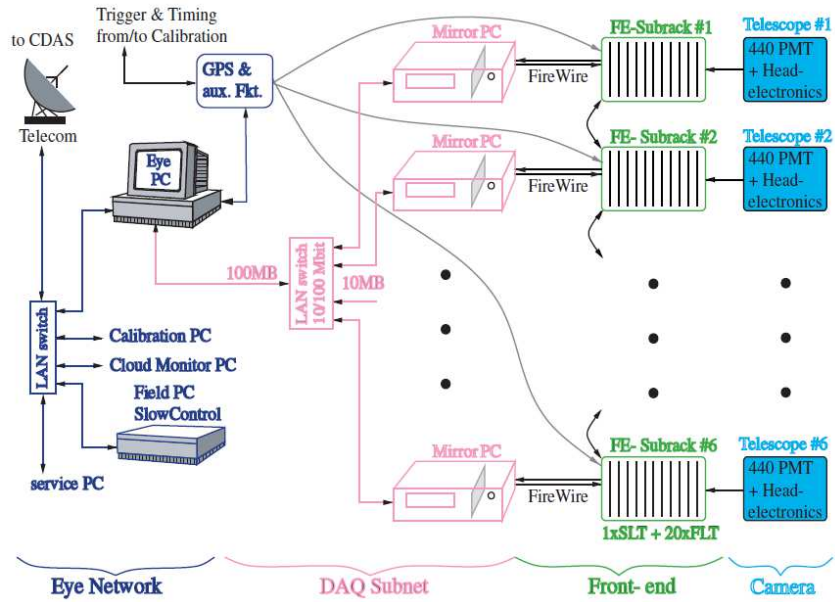 Trigger & Timing
from/to Calibration
to CDAS
Telecom
GPS &
aux. Fkt.
Eye
PC
LAN switch
Calibration PC
Cloud Monitor PC
Field PC
SlowControl
service PC
100MB
LAN switch
10/100 Mbit
10MB
Mirror PC
FireWire
FE-Subrack #1
Telescope #1
440 PMT
+ Head-
electronics
Mirror PC
FireWire
FE- Subrack #2
Telescope #2
440 PMT
+ Head-
electronics
Mirror PC
FireWire
FE- Subrack #6
1xSLT + 20xFLT
Telescope #6
440 PMT
+ Head-
electronics
Eye Network
DAQ Subnet
Front- end
Camera